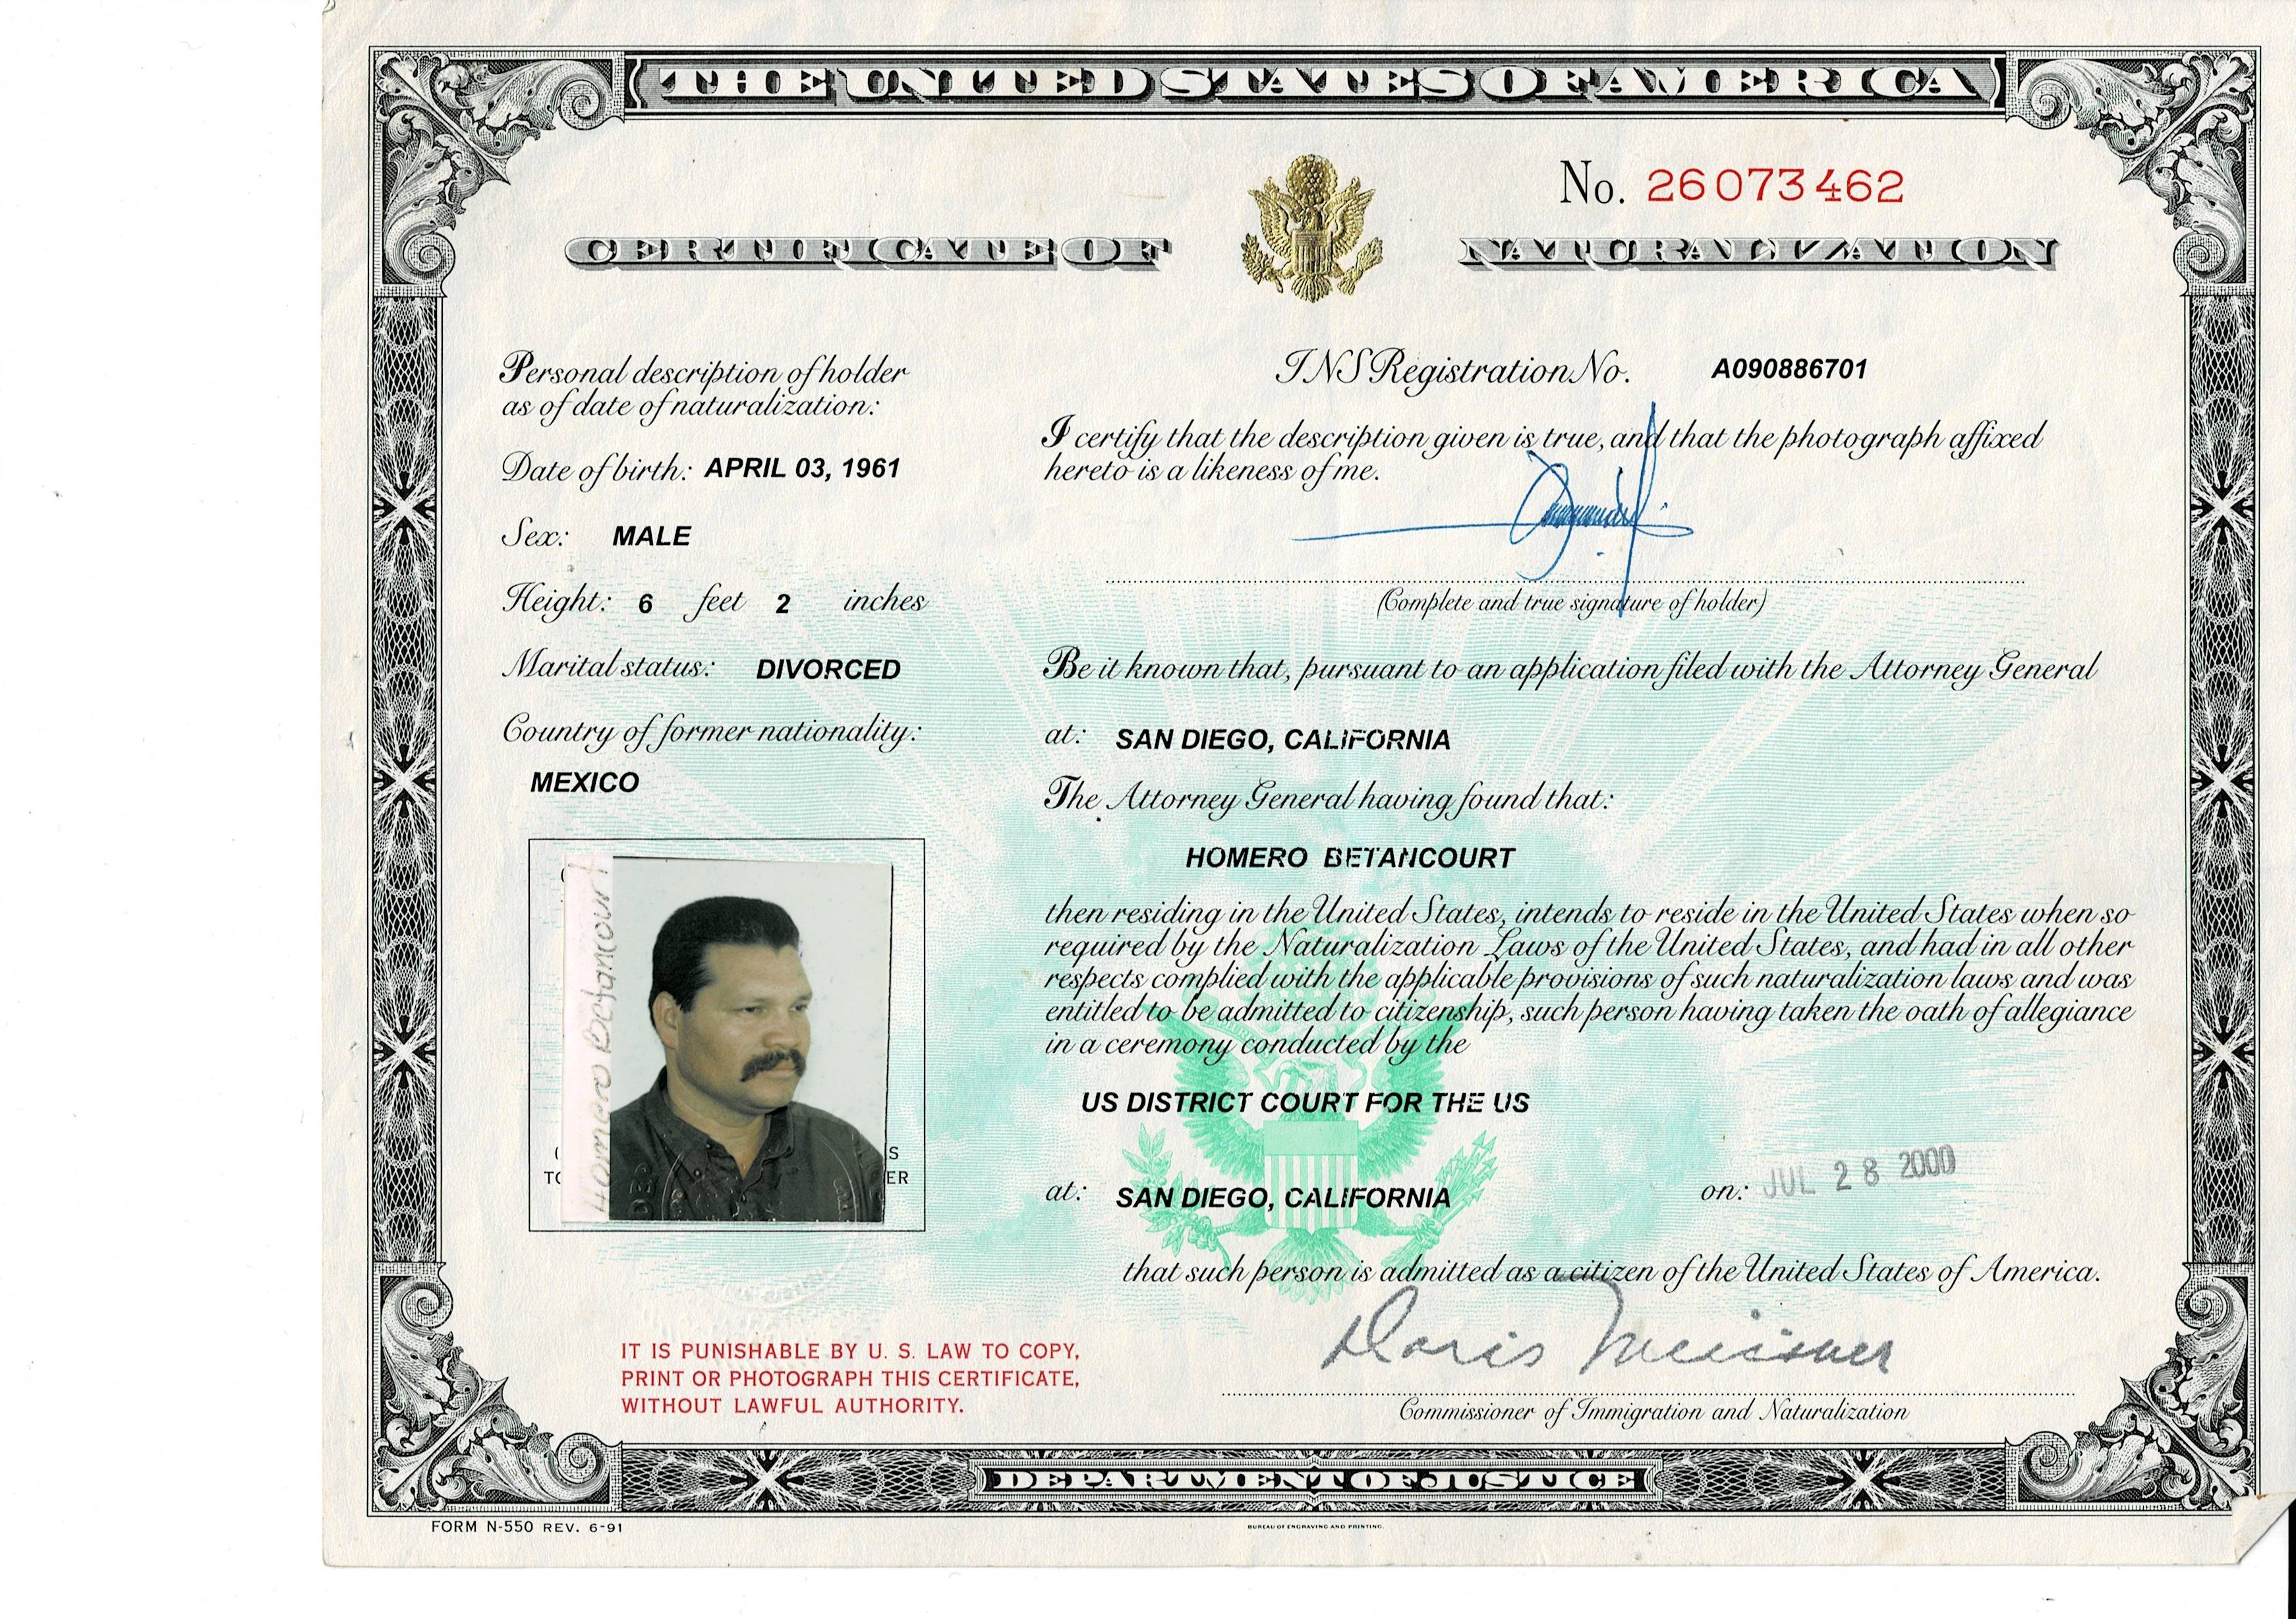 THE UNITED STATES OF AMERICA
No. 26073462
CERTIFICATE OF NATURALIZATION
Personal description of holder
as of date of naturalization:
Date of birth: APRIL 03, 1961
Sex: MALE
Height: 6 feet 2 inches
Marital status: DIVORCED
Country of former nationality:
MEXICO
Homero Betancourt
S
TO
ER
INS Registration No. A090886701
I certify that the description given is true, and that the photograph affixed
hereto is a likeness of me.
(Complete and true signature of holder)
Be it known that, pursuant to an application filed with the Attorney General
at: SAN DIEGO, CALIFORNIA
The Attorney General having found that:
HOMERO BETANCOURT
then residing in the United States, intends to reside in the United States when so
required by the Naturalization Laws of the United States, and had in all other
respects complied with the applicable provisions of such naturalization laws and was
entitled to be admitted to citizenship, such person having taken the oath of allegiance
in a ceremony conducted by the
US DISTRICT COURT FOR THE US
at: SAN DIEGO, CALIFORNIA on: JUL 28 2000
that such person is admitted as a citizen of the United States of America.
Doris Meissner
Commissioner of Immigration and Naturalization
IT IS PUNISHABLE BY U. S. LAW TO COPY,
PRINT OR PHOTOGRAPH THIS CERTIFICATE,
WITHOUT LAWFUL AUTHORITY.
DEPARTMENT OF JUSTICE
FORM N-550 REV. 6-91
BUREAU OF ENGRAVING AND PRINTING.